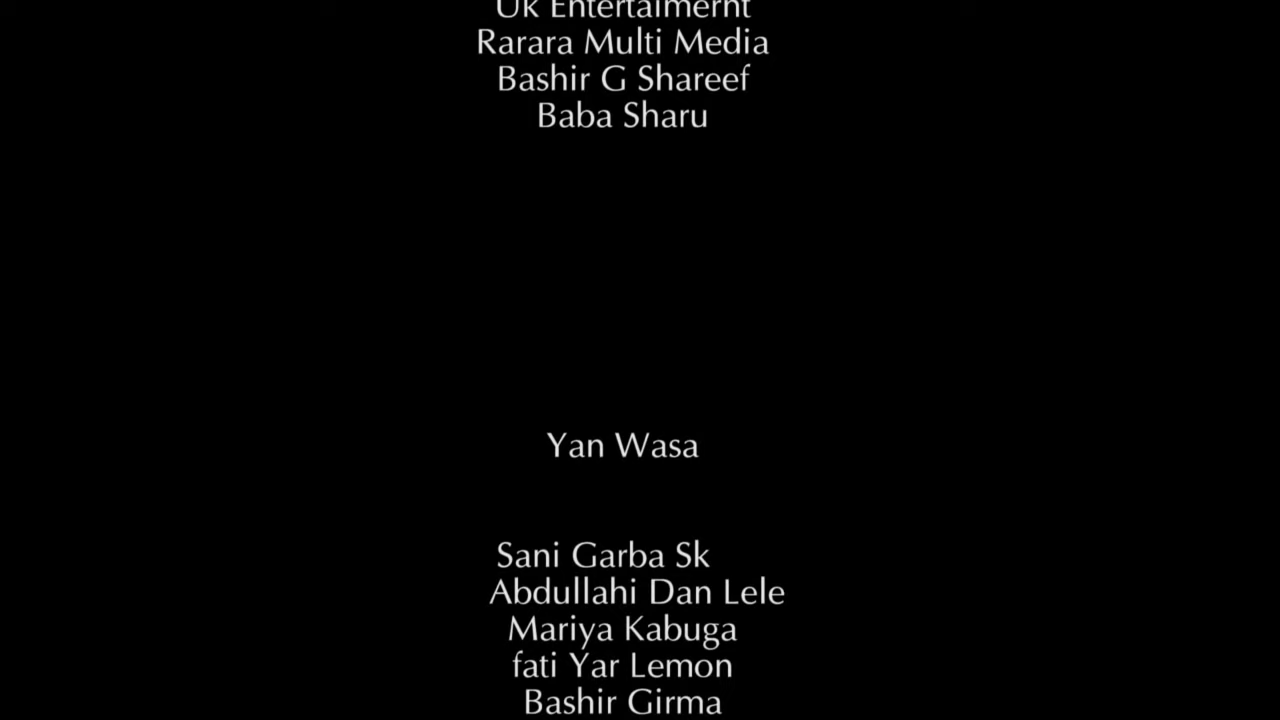 Uk Entertaimernt
Rarara Multi Media
Bashir G Shareef
Baba Sharu
Yan Wasa
Sani Garba Sk
Abdullahi Dan Lele
Mariya Kabuga
fati Yar Lemon
Bashir Girma